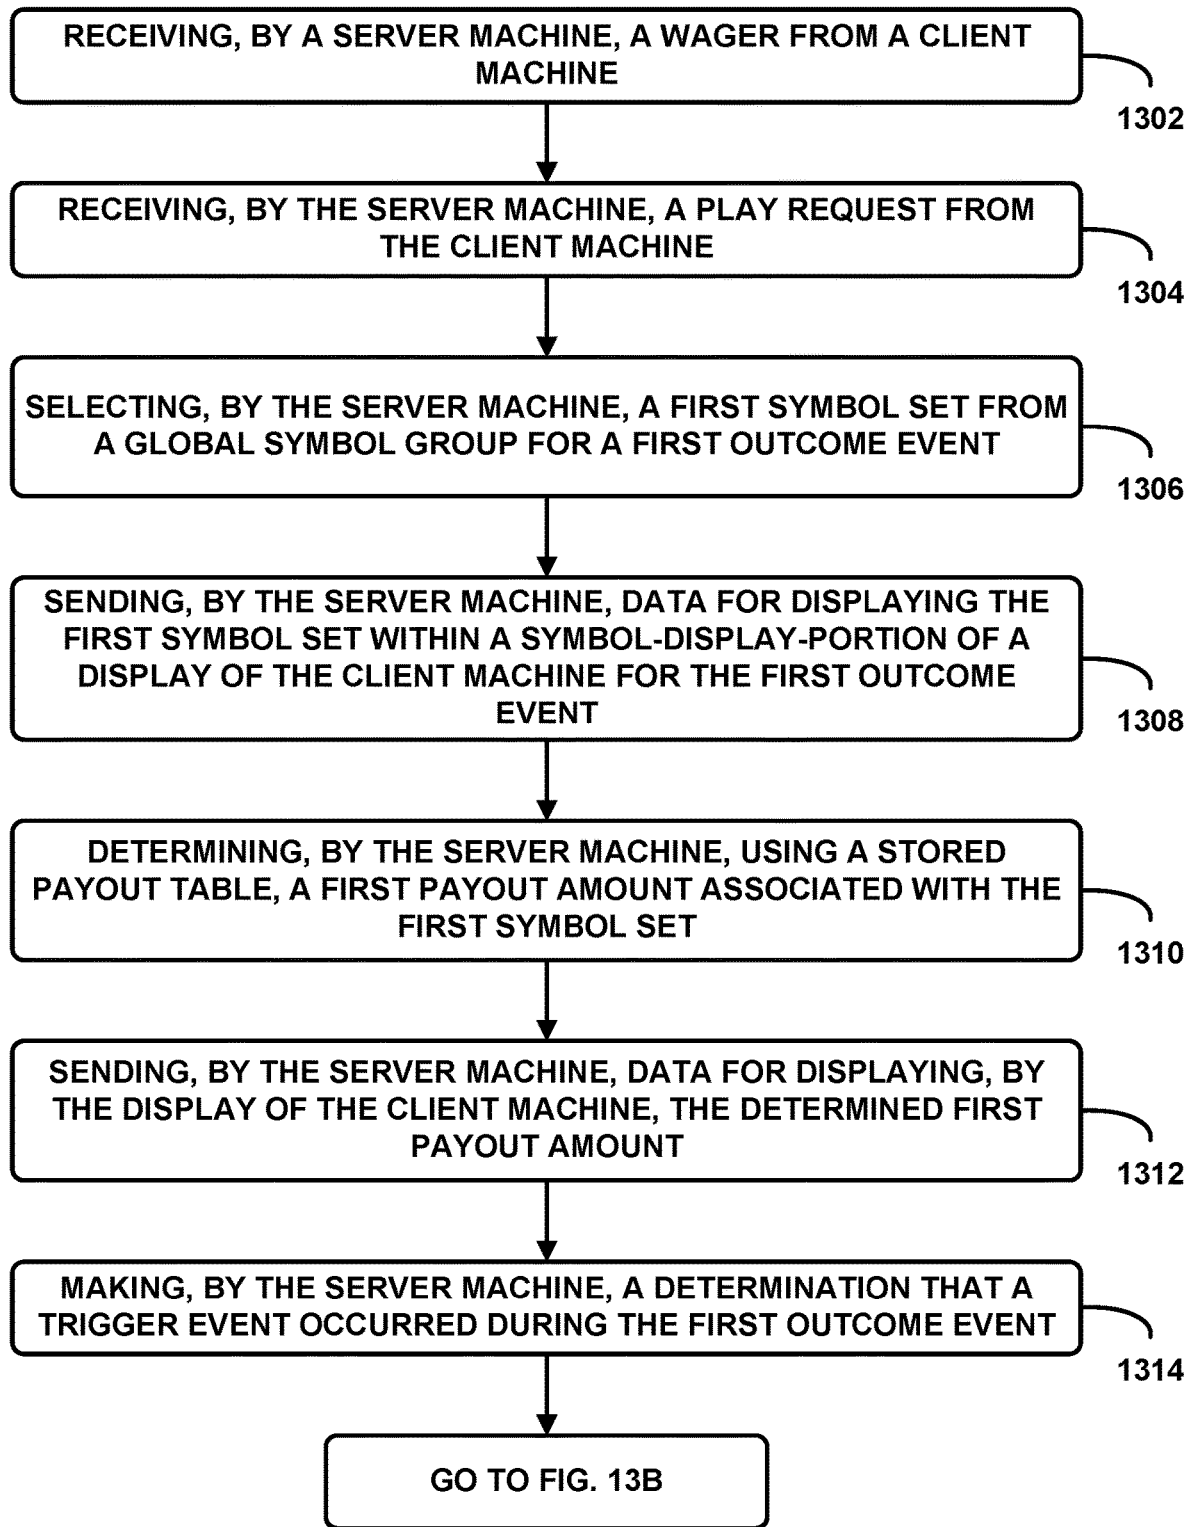 RECEIVING, BY A SERVER MACHINE, A WAGER FROM A CLIENT
MACHINE
1302
RECEIVING, BY THE SERVER MACHINE, A PLAY REQUEST FROM
THE CLIENT MACHINE
1304
SELECTING, BY THE SERVER MACHINE, A FIRST SYMBOL SET FROM
A GLOBAL SYMBOL GROUP FOR A FIRST OUTCOME EVENT
1306
SENDING, BY THE SERVER MACHINE, DATA FOR DISPLAYING THE
FIRST SYMBOL SET WITHIN A SYMBOL-DISPLAY-PORTION OF A
DISPLAY OF THE CLIENT MACHINE FOR THE FIRST OUTCOME
EVENT
1308
DETERMINING, BY THE SERVER MACHINE, USING A STORED
PAYOUT TABLE, A FIRST PAYOUT AMOUNT ASSOCIATED WITH THE
FIRST SYMBOL SET
1310
SENDING, BY THE SERVER MACHINE, DATA FOR DISPLAYING, BY
THE DISPLAY OF THE CLIENT MACHINE, THE DETERMINED FIRST
PAYOUT AMOUNT
1312
MAKING, BY THE SERVER MACHINE, A DETERMINATION THAT A
TRIGGER EVENT OCCURRED DURING THE FIRST OUTCOME EVENT
1314
GO TO FIG. 13B